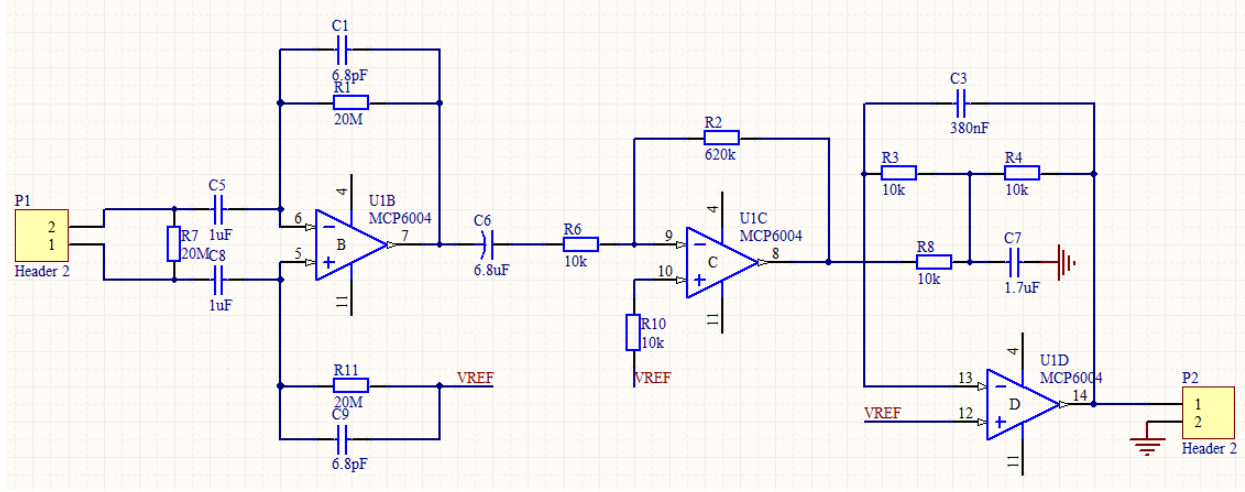 P1
2
1
Header 2
R7
20M
C5
1uF
C8
1uF
C1
6.8pF
R1
20M
4
U1B
MCP6004
6
5
B
7
11
R11
20M
C9
6.8pF
VREF
C6
6.8uF
R6
10k
R2
620k
4
U1C
MCP6004
9
10
C
8
11
R10
10k
VREF
C3
380nF
R3
10k
R4
10k
R8
10k
C7
1.7uF
4
U1D
MCP6004
13
12
D
14
11
VREF
P2
1
2
Header 2